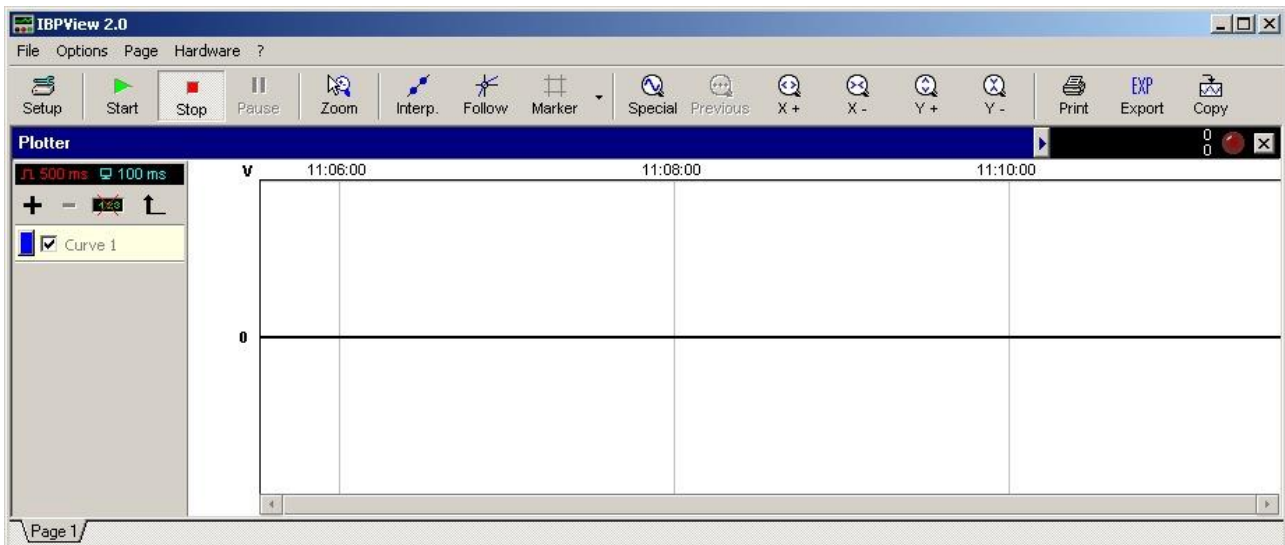 IBPView 2.0
File Options Page Hardware ?
Setup Start Stop Pause Zoom Interp. Follow Marker Special Previous X + X - Y + Y - Print EXP Export Copy
Plotter 0
0
500 ms 100 ms V 11:06:00 11:08:00 11:10:00
123
Curve 1
0
Page 1